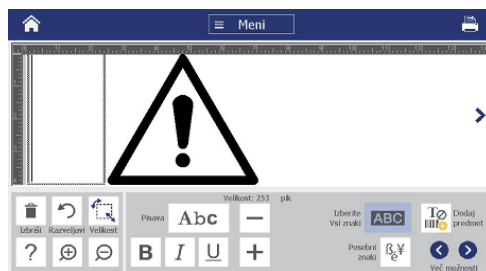 ≡ Meni
Velikost: 253 pik
Izbriši Razveljavi Velikost
Pisava Abc —
Izberite
Vsi znaki ABC
Dodaj
predmet
? B I U +
Posebni
znaki ßę¥
Več možnosti